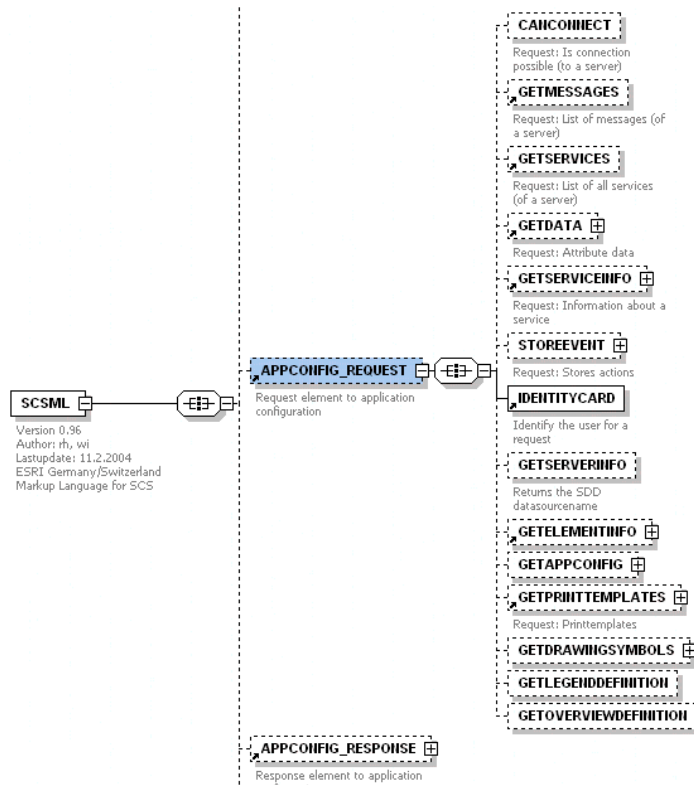 CANCONNECT
Request: Is connection
possible (to a server)
GETMESSAGES
Request: List of messages (of
a server)
GETSERVICES
Request: List of all services
(of a server)
GETDATA
Request: Attribute data
GETSERVICEINFO
Request: Information about a
service
STOREEVENT
Request: Stores actions
APPCONFIG_REQUEST
Request element to application
configuration
SCSML
Version 0.96
Author: rh, wi
Lastupdate: 11.2.2004
ESRI Germany/Switzerland
Markup Language for SCS
IDENTITYCARD
Identify the user for a
request
GETSERVERINFO
Returns the SDD
datasourcename
GETELEMENTINFO
GETAPPCONFIG
GETPRINTTEMPLATES
Request: Printtemplates
GETDRAWINGSYMBOLS
GETLEGENDDEFINITION
GETOVERVIEWDEFINITION
APPCONFIG_RESPONSE
Response element to application